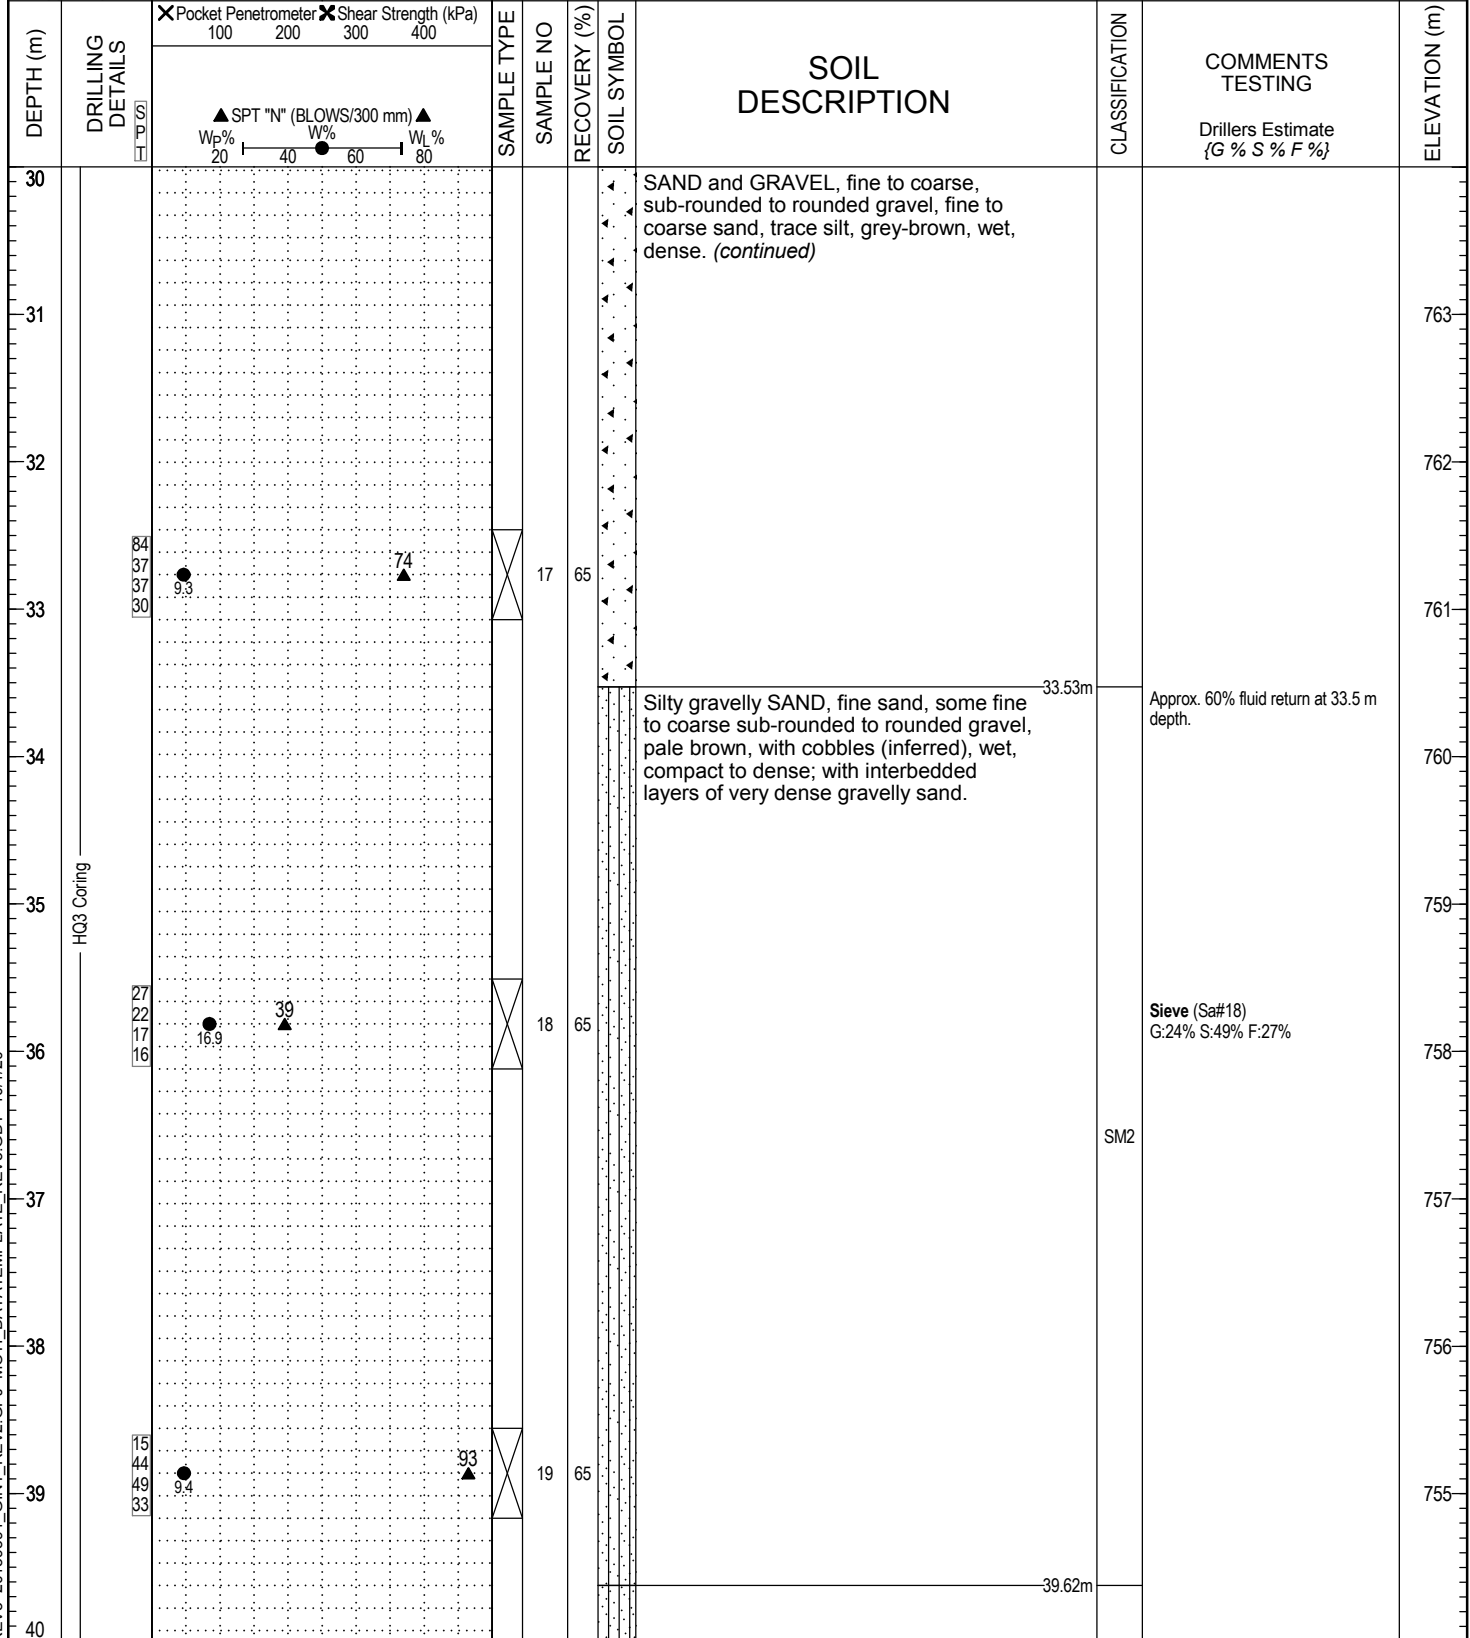 DEPTH (m)
DRILLING
DETAILS
S
P
T
Pocket Penetrometer Shear Strength (kPa)
100 200 300 400
▲ SPT "N" (BLOWS/300 mm) ▲
WP% W% WL%
20 40 60 80
SAMPLE TYPE
SAMPLE NO
RECOVERY (%)
SOIL SYMBOL
SOIL
DESCRIPTION
CLASSIFICATION
COMMENTS
TESTING
Drillers Estimate
{G % S % F %}
ELEVATION (m)
30
SAND and GRAVEL, fine to coarse,
sub-rounded to rounded gravel, fine to
coarse sand, trace silt, grey-brown, wet,
dense. (continued)
31
763
32
762
84
37
37
30
9.3
74
17
65
33
761
33.53m
Silty gravelly SAND, fine sand, some fine
to coarse sub-rounded to rounded gravel,
pale brown, with cobbles (inferred), wet,
compact to dense; with interbedded
layers of very dense gravelly sand.
Approx. 60% fluid return at 33.5 m
depth.
34
760
HQ3 Coring
35
759
27
22
17
16
16.9
39
18
65
Sieve (Sa#18)
G:24% S:49% F:27%
36
758
SM2
37
757
38
756
15
44
49
33
9.4
93
19
65
39
755
39.62m
40